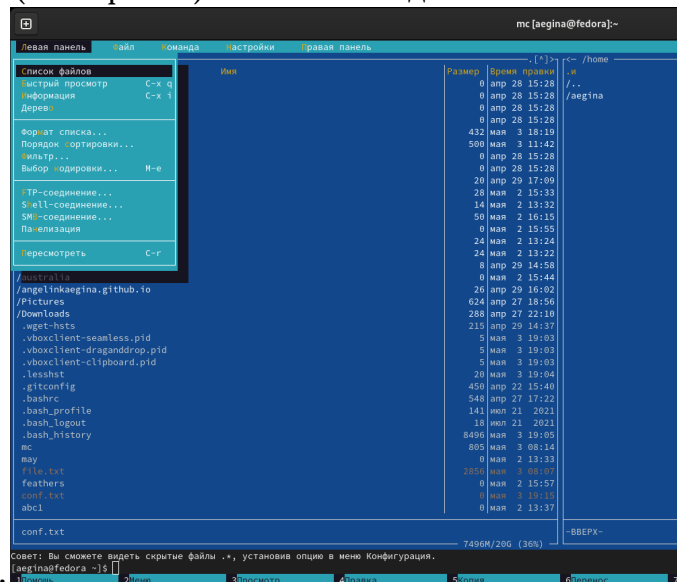 mc [aegina@fedora]:~
Левая панель Файл Команда Настройки Правая панель
.[^]> <— /home
Список файлов Имя Размер Время правки .и
Быстрый просмотр C-x q 0 апр 28 15:28 /..
Информация C-x i 0 апр 28 15:28 /aegina
Дерево 0 апр 28 15:28
0 апр 28 15:28
Формат списка... 432 мая 3 18:19
Порядок сортировки... 500 мая 3 11:42
Фильтр... 0 апр 28 15:28
Выбор кодировки... M-e 0 апр 28 15:28
20 апр 29 17:09
FTP-соединение... 28 мая 2 15:33
Shell-соединение... 14 мая 2 13:32
SMB-соединение... 50 мая 2 16:15
Панелизация 0 мая 2 15:55
24 мая 2 13:24
Пересмотреть C-r 24 мая 2 13:22
8 апр 29 14:58
/australia 0 мая 2 15:44
/angelinkaegina.github.io 26 апр 29 16:02
/Pictures 624 апр 27 18:56
/Downloads 288 апр 27 22:10
.wget-hsts 215 апр 29 14:37
.vboxclient-seamless.pid 5 мая 3 19:03
.vboxclient-draganddrop.pid 5 мая 3 19:03
.vboxclient-clipboard.pid 5 мая 3 19:03
.lesshst 20 мая 3 19:04
.gitconfig 450 апр 22 15:40
.bashrc 548 апр 27 17:22
.bash_profile 141 июл 21 2021
.bash_logout 18 июл 21 2021
.bash_history 8496 мая 3 19:05
mc 805 мая 3 08:14
may 0 мая 2 13:33
file.txt 2856 мая 3 08:07
feathers 0 мая 2 15:57
conf.txt 0 мая 3 19:15
abc1 0 мая 2 13:37
conf.txt -ВВЕРХ-
7496M/20G (36%)
Совет: Вы сможете видеть скрытые файлы .*, установив опцию в меню Конфигурация.
[aegina@fedora ~]$
1Помощь 2Меню 3Просмотр 4Правка 5Копия 6Перенос